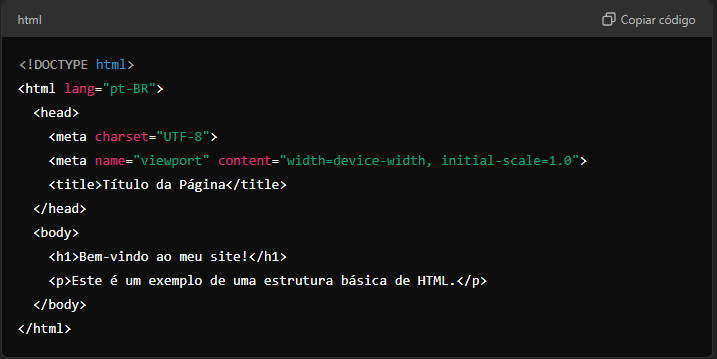 html
Copiar código
<!DOCTYPE html>
<html lang="pt-BR">
  <head>
    <meta charset="UTF-8">
    <meta name="viewport" content="width=device-width, initial-scale=1.0">
    <title>Título da Página</title>
  </head>
  <body>
    <h1>Bem-vindo ao meu site!</h1>
    <p>Este é um exemplo de uma estrutura básica de HTML.</p>
  </body>
</html>